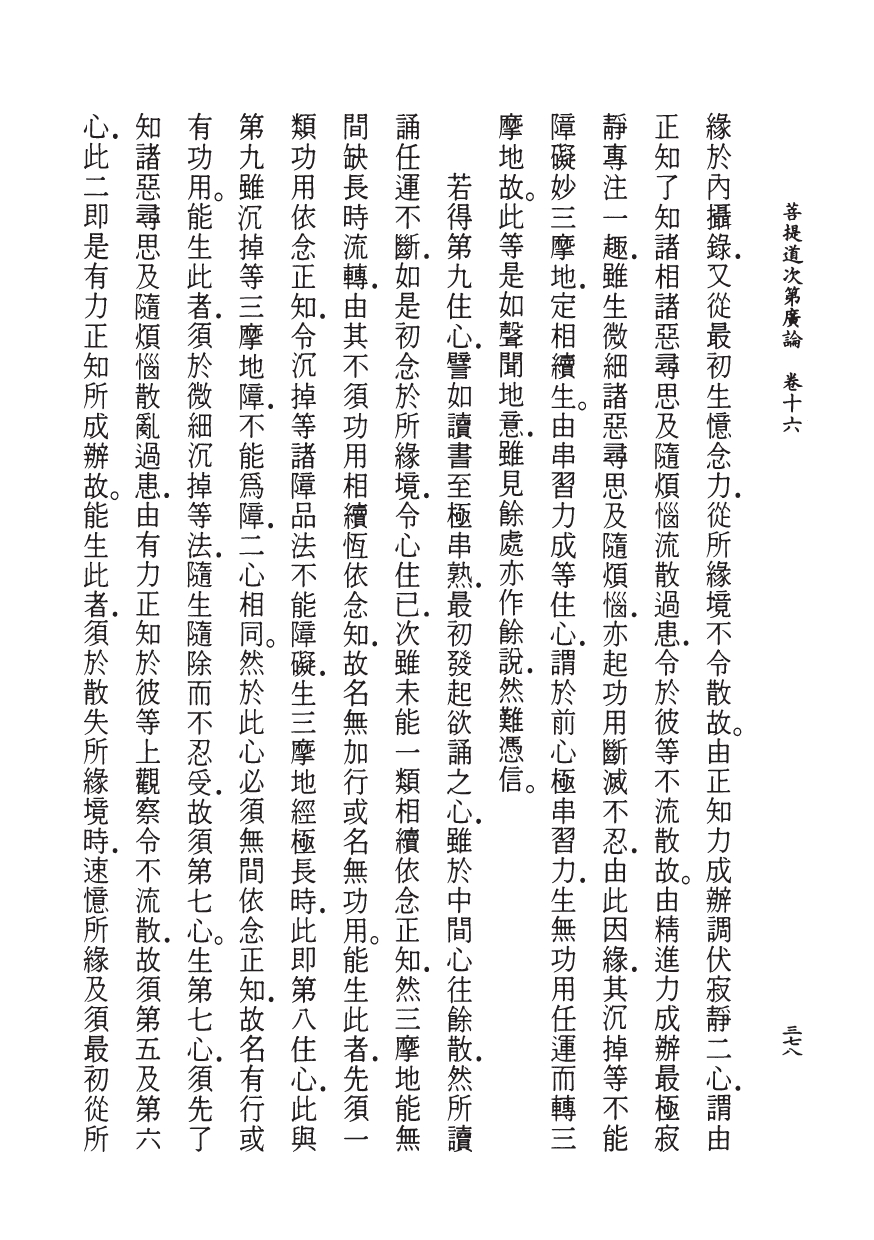 菩提道次第廣論　卷十六
三七八
緣於內攝錄．又從最初生憶念力．從所緣境不令散故。由正知力成辦調伏寂靜二心．謂由
正知了知諸相諸惡尋思及隨煩惱流散過患．令於彼等不流散故。由精進力成辦最極寂
靜專注一趣．雖生微細諸惡尋思及隨煩惱．亦起功用斷滅不忍．由此因緣．其沉掉等不能
障礙妙三摩地．定相續生。由串習力成等住心．謂於前心極串習力．生無功用任運而轉三
摩地故。此等是如聲聞地意．雖見餘處亦作餘說．然難憑信。
若得第九住心．譬如讀書至極串熟．最初發起欲誦之心．雖於中間心往餘散．然所讀
誦任運不斷．如是初念於所緣境．令心住已．次雖未能一類相續依念正知．然三摩地能無
間缺長時流轉．由其不須功用相續恆依念知．故名無加行或名無功用。能生此者．先須一
類功用依念正知．令沉掉等諸障品法不能障礙．生三摩地經極長時．此即第八住心．此與
第九雖沉掉等三摩地障．不能爲障．二心相同。然於此心必須無間依念正知．故名有行或
有功用。能生此者．須於微細沉掉等法．隨生隨除而不忍受．故須第七心。生第七心．須先了
知諸惡尋思及隨煩惱散亂過患．由有力正知於彼等上觀察令不流散．故須第五及第六
心．此二即是有力正知所成辦故。能生此者．須於散失所緣境時．速憶所緣及須最初從所